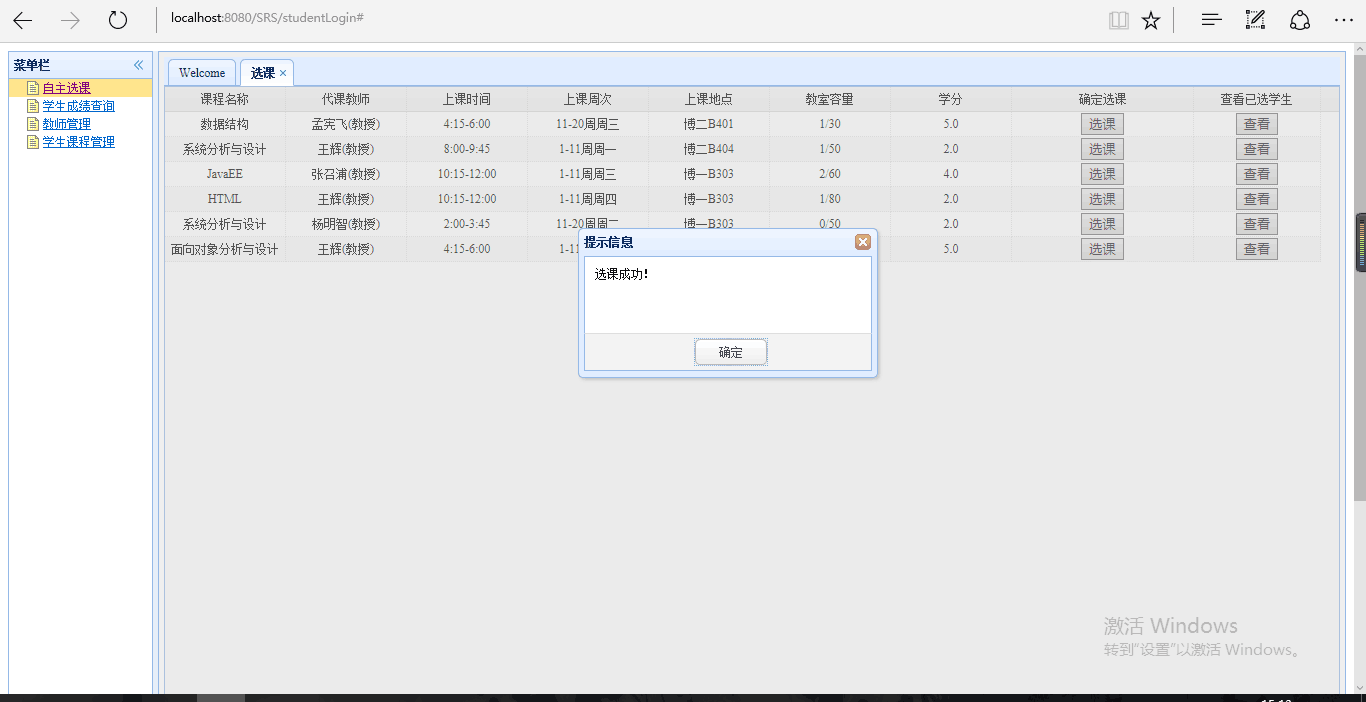 localhost:8080/SRS/studentLogin#
菜单栏
自主选课
学生成绩查询
教师管理
学生课程管理
Welcome 选课
课程名称 代课教师 上课时间 上课周次 上课地点 教室容量 学分 确定选课 查看已选学生
数据结构 孟宪飞(教授) 4:15-6:00 11-20周周三 博二B401 1/30 5.0 选课 查看
系统分析与设计 王辉(教授) 8:00-9:45 1-11周周一 博二B404 1/50 2.0 选课 查看
JavaEE 张召浦(教授) 10:15-12:00 1-11周周三 博一B303 2/60 4.0 选课 查看
HTML 王辉(教授) 10:15-12:00 1-11周周四 博一B303 1/80 2.0 选课 查看
系统分析与设计 杨明智(教授) 2:00-3:45 11-20周周二 博一B303 0/50 2.0 选课 查看
面向对象分析与设计 王辉(教授) 4:15-6:00 1-11 5.0 选课 查看
提示信息
选课成功!
确定
激活 Windows
转到"设置"以激活 Windows。